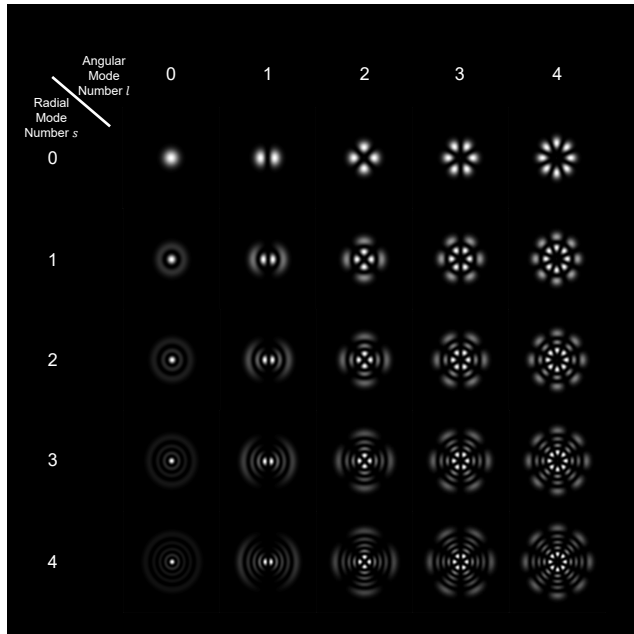 Angular
Mode
Number l
0 1 2 3 4
Radial
Mode
Number s
0
1
2
3
4